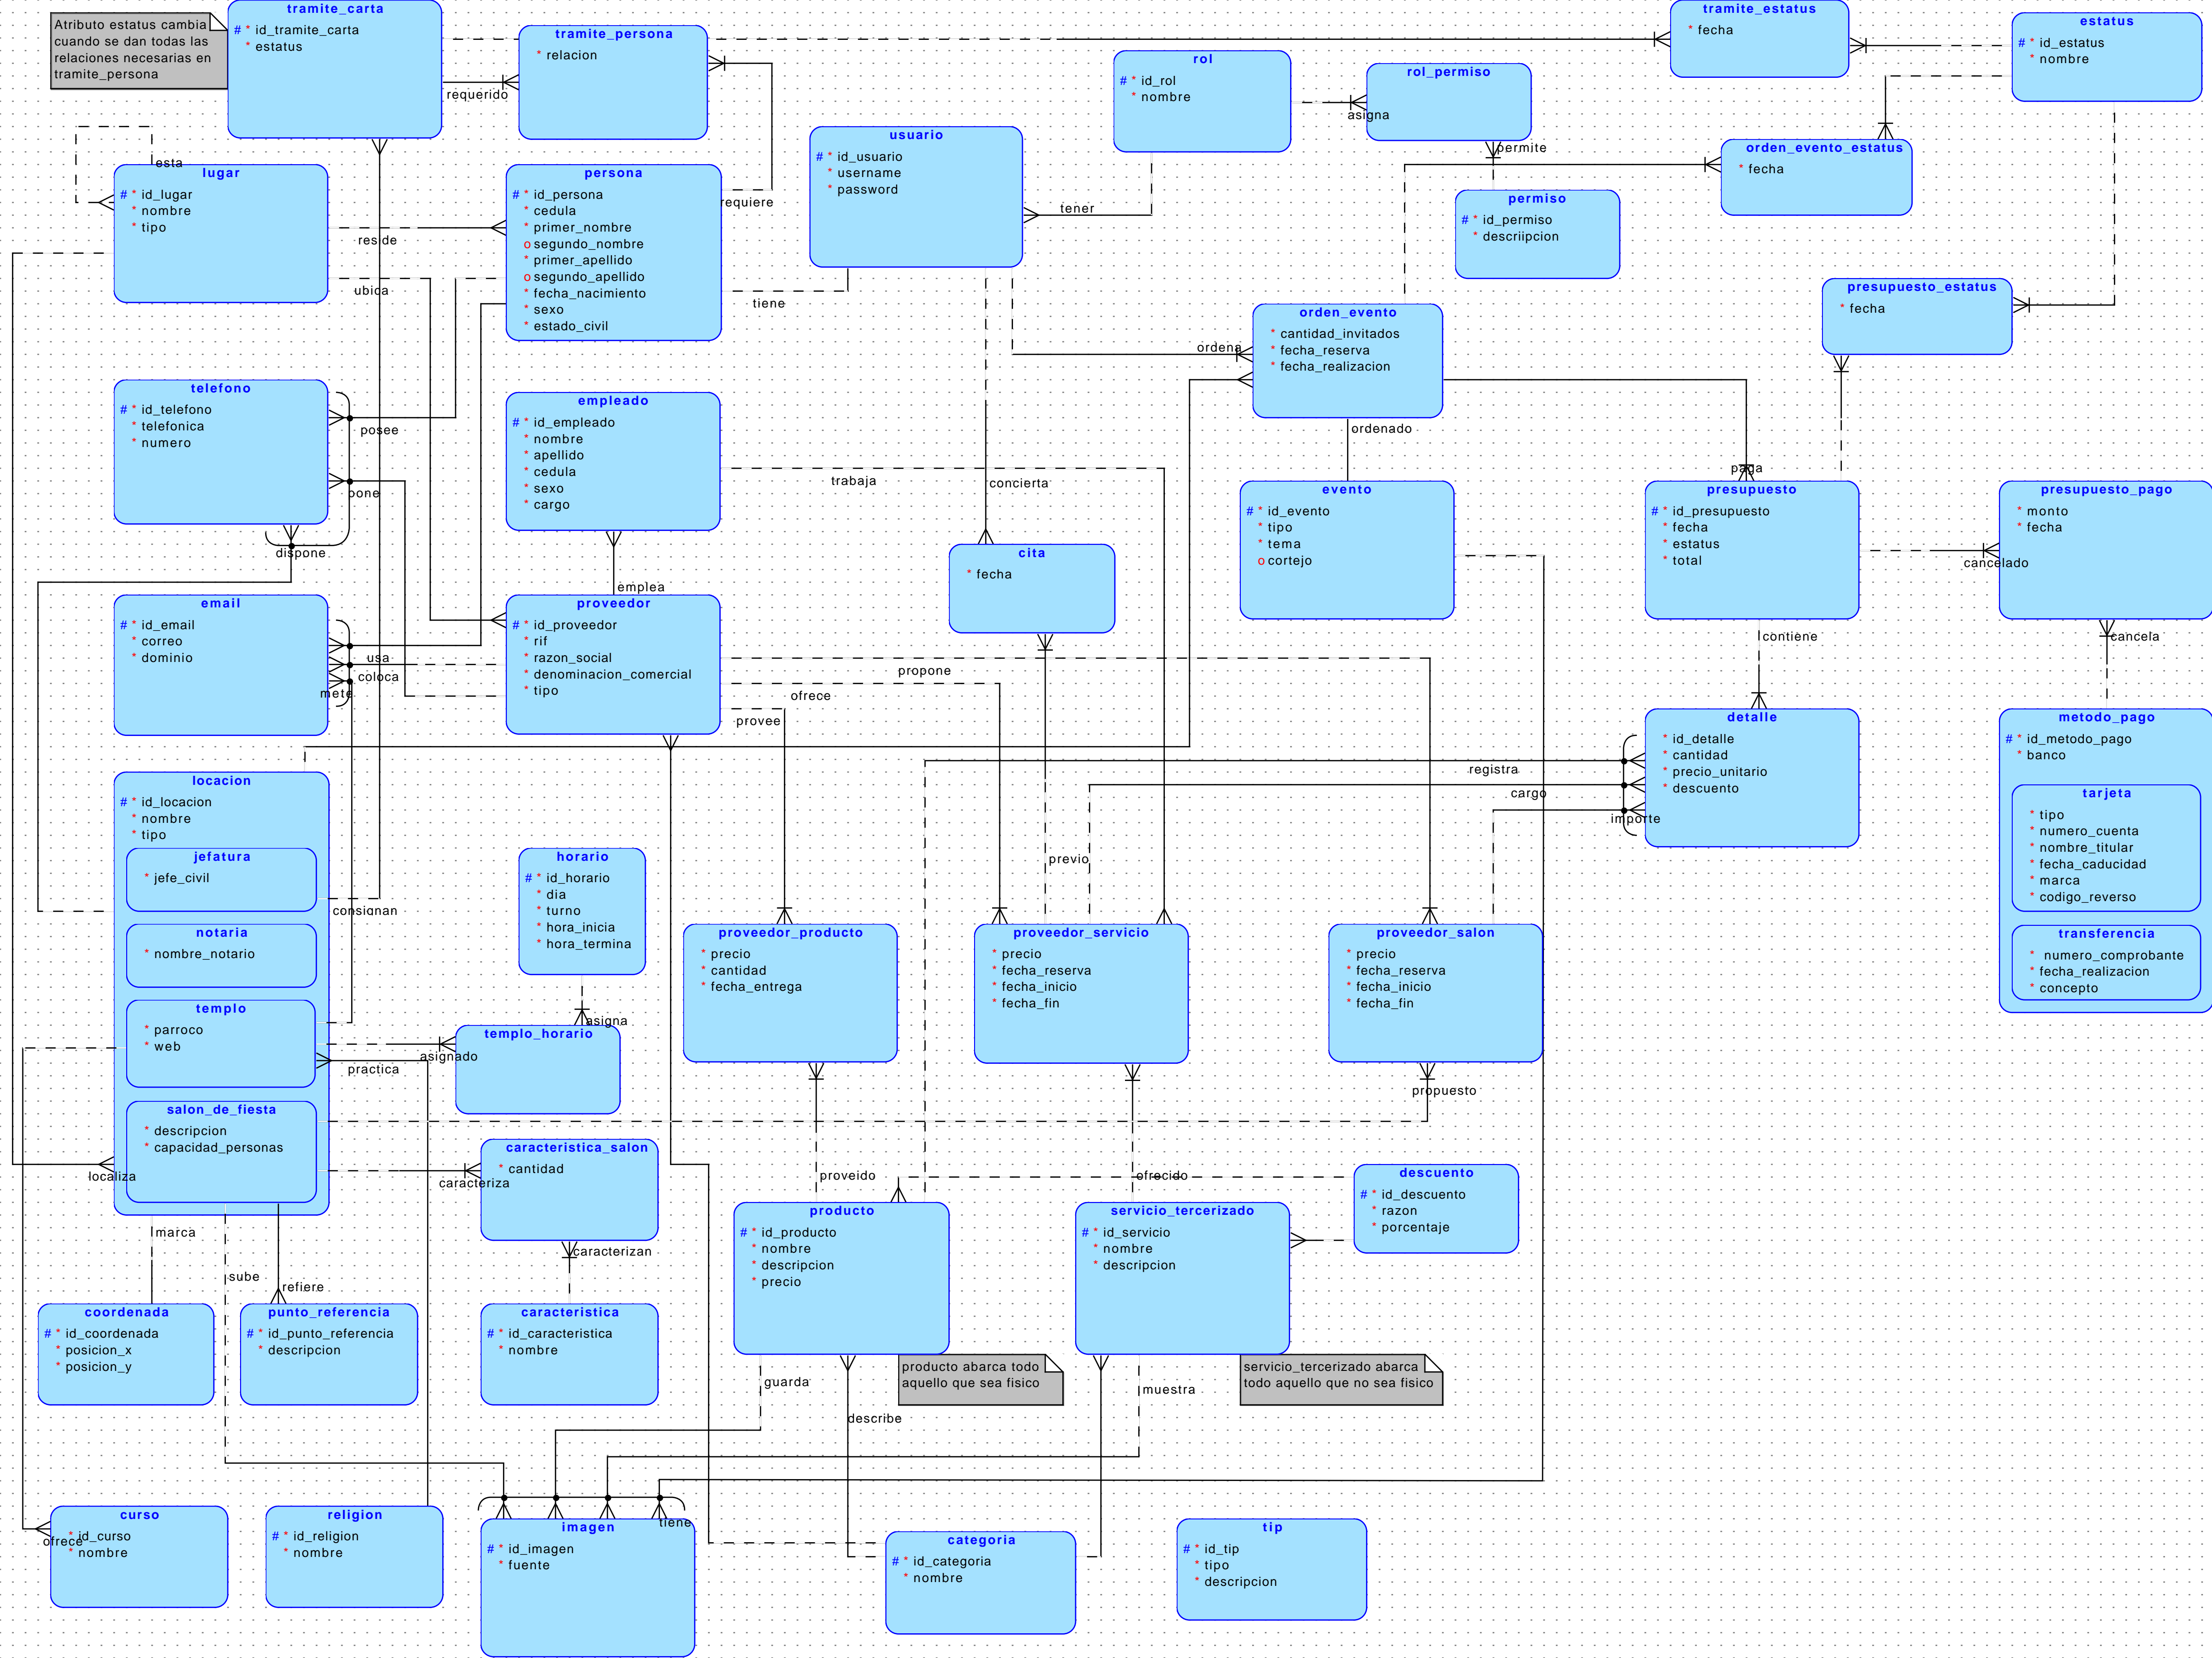 Atributo estatus cambia
cuando se dan todas las
relaciones necesarias en
tramite_persona
tramite_carta
# * id_tramite_carta
* estatus
tramite_persona
* relacion
requerido
requiere
tramite_estatus
* fecha
estatus
# * id_estatus
* nombre
rol
# * id_rol
* nombre
rol_permiso
asigna
permite
permiso
# * id_permiso
* descriipcion
orden_evento_estatus
* fecha
usuario
# * id_usuario
* username
* password
tener
tiene
lugar
# * id_lugar
* nombre
* tipo
esta
reside
ubica
persona
# * id_persona
* cedula
* primer_nombre
o segundo_nombre
* primer_apellido
o segundo_apellido
* fecha_nacimiento
* sexo
* estado_civil
orden_evento
* cantidad_invitados
* fecha_reserva
* fecha_realizacion
ordena
ordenado
presupuesto_estatus
* fecha
telefono
# * id_telefono
* telefonica
* numero
posee
pone
dispone
empleado
# * id_empleado
* nombre
* apellido
* cedula
* sexo
* cargo
trabaja
emplea
concierta
cita
* fecha
evento
# * id_evento
* tipo
* tema
o cortejo
paga
presupuesto
# * id_presupuesto
* fecha
* estatus
* total
cancelado
contiene
presupuesto_pago
* monto
* fecha
cancela
email
# * id_email
* correo
* dominio
usa
coloca
mete
proveedor
# * id_proveedor
* rif
* razon_social
* denominacion_comercial
* tipo
propone
ofrece
provee
detalle
* id_detalle
* cantidad
* precio_unitario
* descuento
registra
cargo
importe
metodo_pago
# * id_metodo_pago
* banco
tarjeta
* tipo
* numero_cuenta
* nombre_titular
* fecha_caducidad
* marca
* codigo_reverso
transferencia
* numero_comprobante
* fecha_realizacion
* concepto
locacion
# * id_locacion
* nombre
* tipo
jefatura
* jefe_civil
consignan
notaria
* nombre_notario
templo
* parroco
* web
asignado
practica
salon_de_fiesta
* descripcion
* capacidad_personas
localiza
caracteriza
horario
# * id_horario
* dia
* turno
* hora_inicia
* hora_termina
asigna
templo_horario
previo
proveedor_producto
* precio
* cantidad
* fecha_entrega
proveedor_servicio
* precio
* fecha_reserva
* fecha_inicio
* fecha_fin
proveedor_salon
* precio
* fecha_reserva
* fecha_inicio
* fecha_fin
propuesto
caracteristica_salon
* cantidad
caracterizan
proveido
ofrecido
descuento
# * id_descuento
* razon
* porcentaje
producto
# * id_producto
* nombre
* descripcion
* precio
servicio_tercerizado
# * id_servicio
* nombre
* descripcion
marca
sube
refiere
coordenada
# * id_coordenada
* posicion_x
* posicion_y
punto_referencia
# * id_punto_referencia
* descripcion
caracteristica
# * id_caracteristica
* nombre
producto abarca todo
aquello que sea fisico
servicio_tercerizado abarca
todo aquello que no sea fisico
guarda
describe
muestra
curso
* id_curso
* nombre
ofrece
religion
# * id_religion
* nombre
imagen
# * id_imagen
* fuente
tiene
categoria
# * id_categoria
* nombre
tip
# * id_tip
* tipo
* descripcion